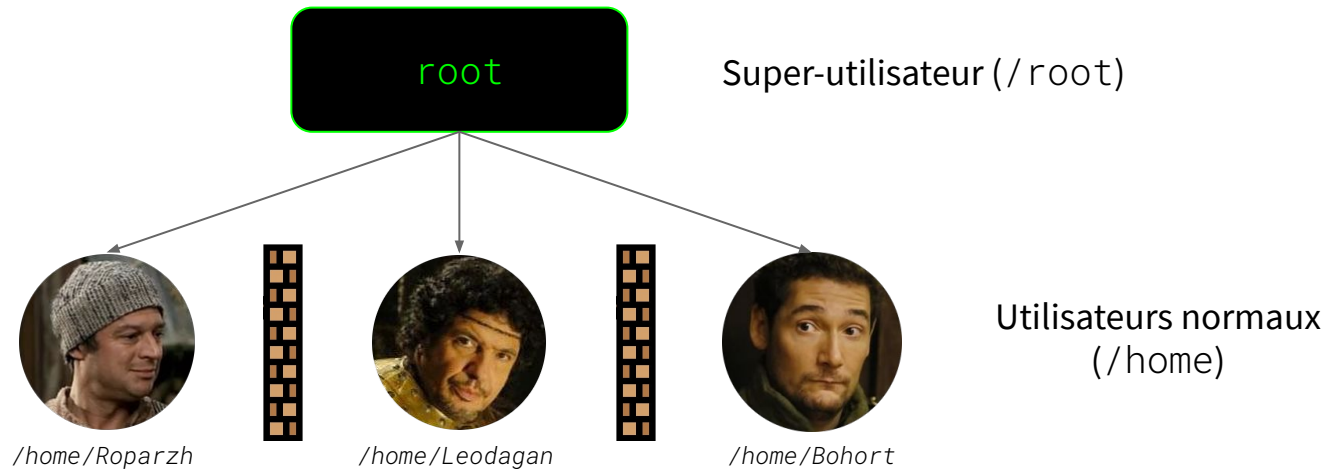 root
Super-utilisateur (/root)
Utilisateurs normaux
(/home)
/home/Roparzh
/home/Leodagan
/home/Bohort